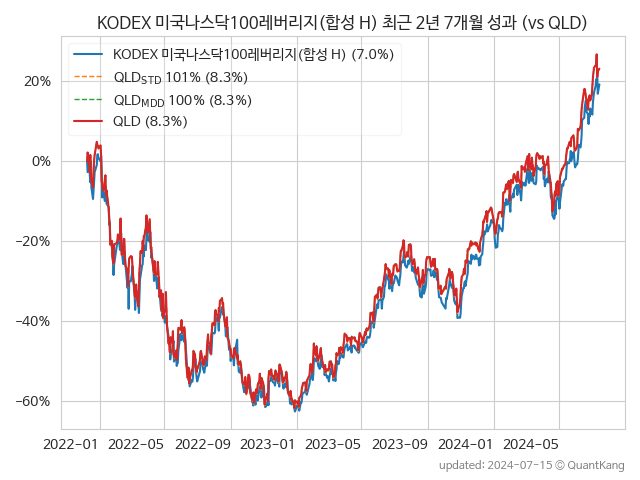 KODEX 미국나스닥100레버리지(합성 H) 최근 2년 7개월 성과 (vs QLD)
KODEX 미국나스닥100레버리지(합성 H) (7.0%)
QLD_STD 101% (8.3%)
QLD_MDD 100% (8.3%)
QLD (8.3%)
20%
0%
−20%
−40%
−60%
2022-01 2022-05 2022-09 2023-01 2023-05 2023-09 2024-01 2024-05
updated: 2024-07-15 © QuantKang